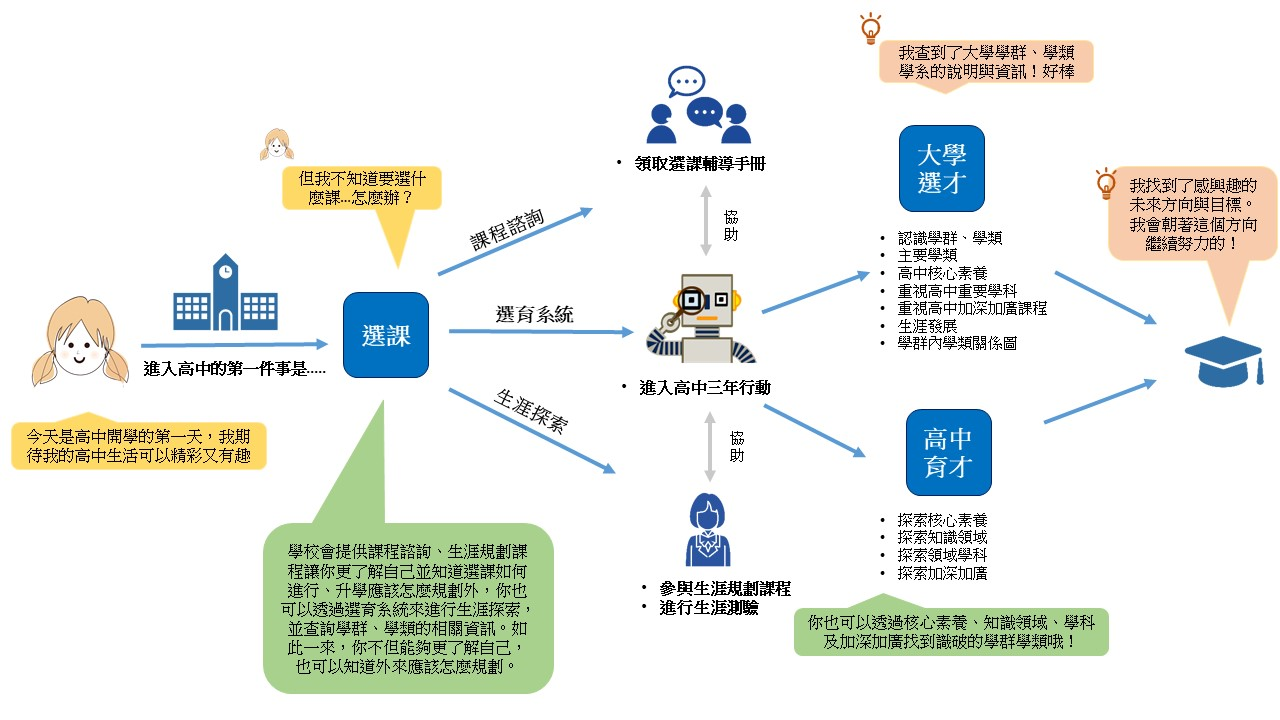 今天是高中開學的第一天，我期
待我的高中生活可以精彩又有趣
進入高中的第一件事是.....
但我不知道要選什
麼課...怎麼辦？
選課
學校會提供課程諮詢、生涯規劃課
程讓你更了解自己並知道選課如何
進行、升學應該怎麼規劃外，你也
可以透過選育系統來進行生涯探索，
並查詢學群、學類的相關資訊。如
此一來，你不但能夠更了解自己，
也可以知道外來應該怎麼規劃。
課程諮詢
選育系統
生涯探索
• 領取選課輔導手冊
協
助
• 進入高中三年行動
協
助
• 參與生涯規劃課程
• 進行生涯測驗
我查到了大學學群、學類
學系的說明與資訊！好棒
大學
選才
• 認識學群、學類
• 主要學類
• 高中核心素養
• 重視高中重要學科
• 重視高中加深加廣課程
• 生涯發展
• 學群內學類關係圖
高中
育才
• 探索核心素養
• 探索知識領域
• 探索領域學科
• 探索加深加廣
你也可以透過核心素養、知識領域、學科
及加深加廣找到識破的學群學類哦！
我找到了感興趣的
未來方向與目標。
我會朝著這個方向
繼續努力的！